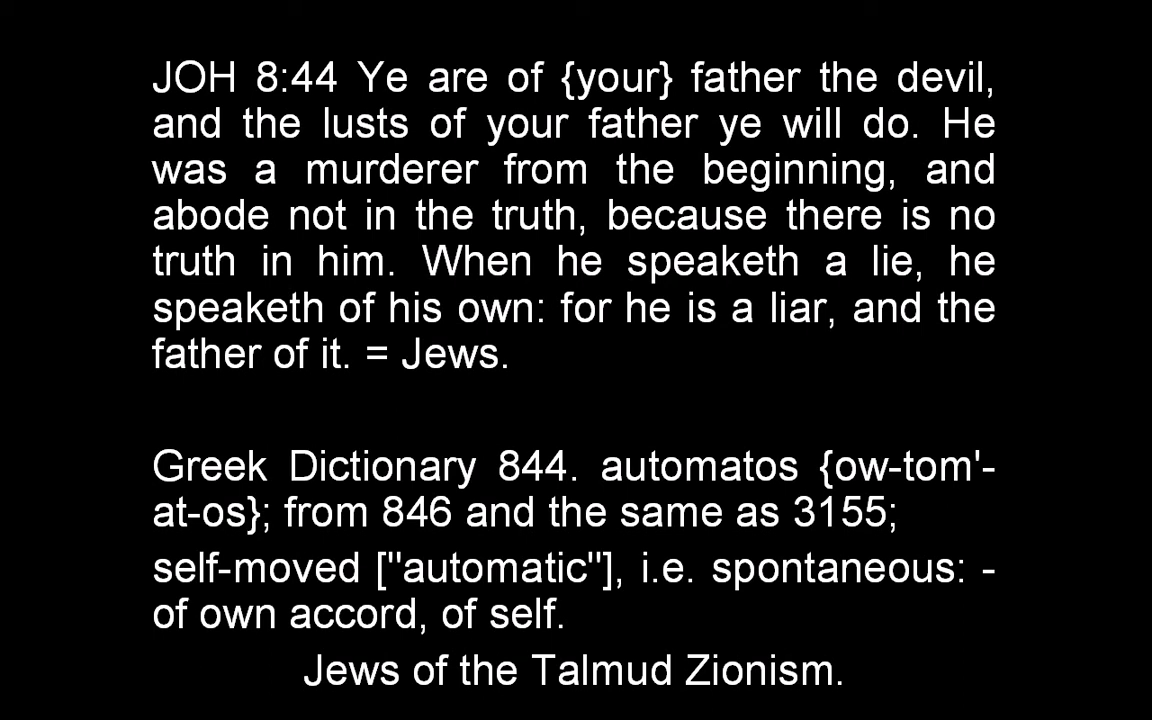 JOH 8:44 Ye are of {your} father the devil,
and the lusts of your father ye will do. He
was a murderer from the beginning, and
abode not in the truth, because there is no
truth in him. When he speaketh a lie, he
speaketh of his own: for he is a liar, and the
father of it. = Jews.
Greek Dictionary 844. automatos {ow-tom'-
at-os}; from 846 and the same as 3155;
self-moved ["automatic"], i.e. spontaneous: -
of own accord, of self.
Jews of the Talmud Zionism.